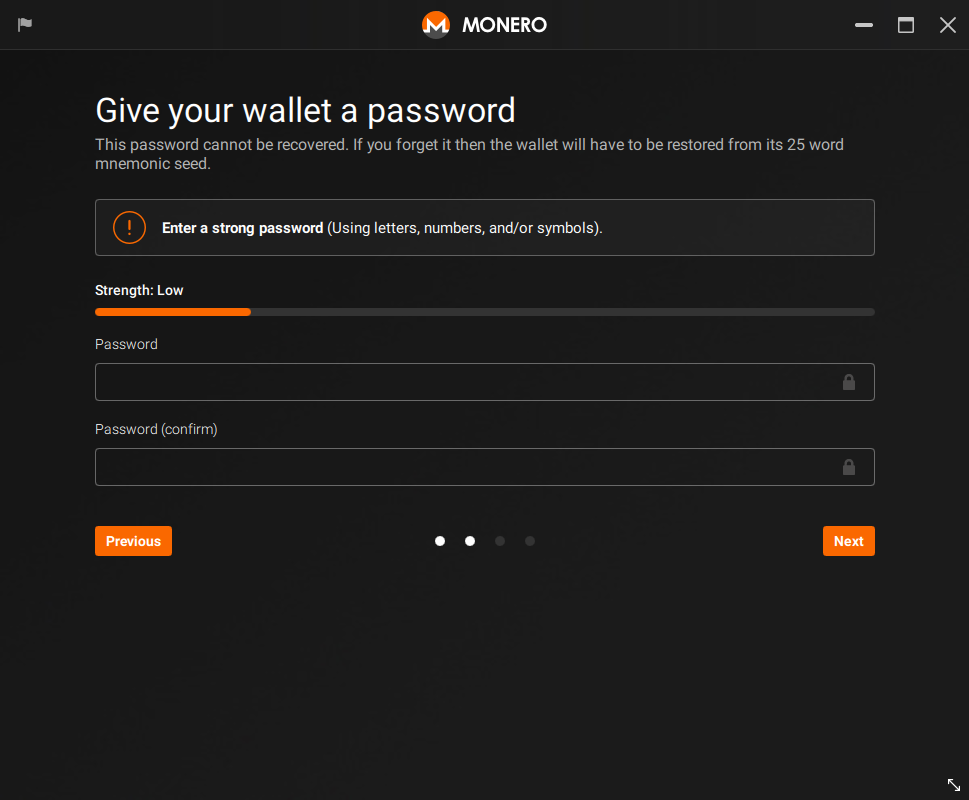 MONERO
Give your wallet a password
This password cannot be recovered. If you forget it then the wallet will have to be restored from its 25 word
mnemonic seed.
Enter a strong password (Using letters, numbers, and/or symbols).
Strength: Low
Password
Password (confirm)
Previous
Next